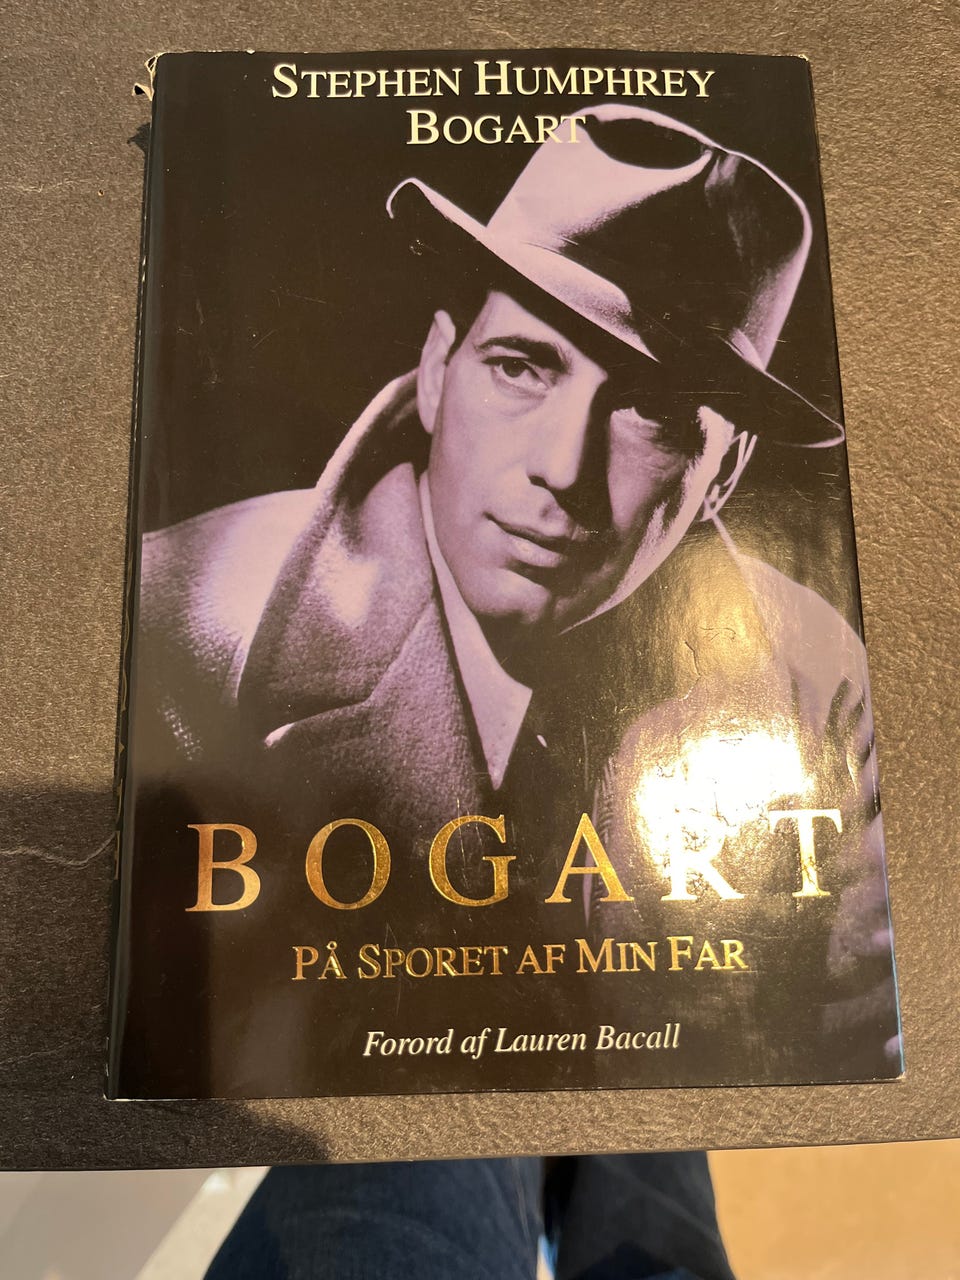 STEPHEN HUMPHREY
BOGART
BOGART
PÅ SPORET AF MIN FAR
Forord af Lauren Bacall